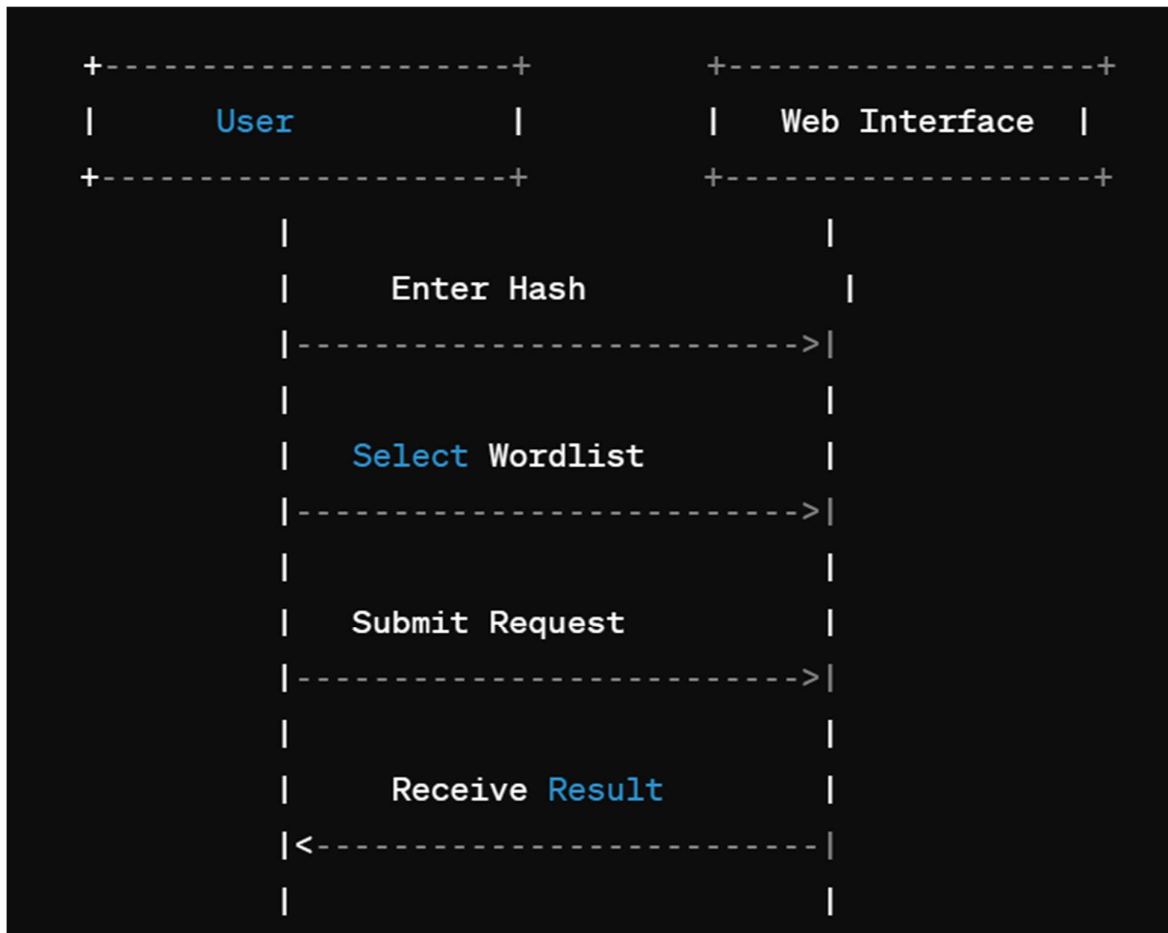 +---------------------+         +-------------------+
|      User           |         |   Web Interface  |
+---------------------+         +-------------------+
          |                           |
          |     Enter Hash             |
          |-------------------------->|
          |                           |
          |   Select Wordlist         |
          |-------------------------->|
          |                           |
          |   Submit Request          |
          |-------------------------->|
          |                           |
          |     Receive Result        |
          |<--------------------------|
          |                           |